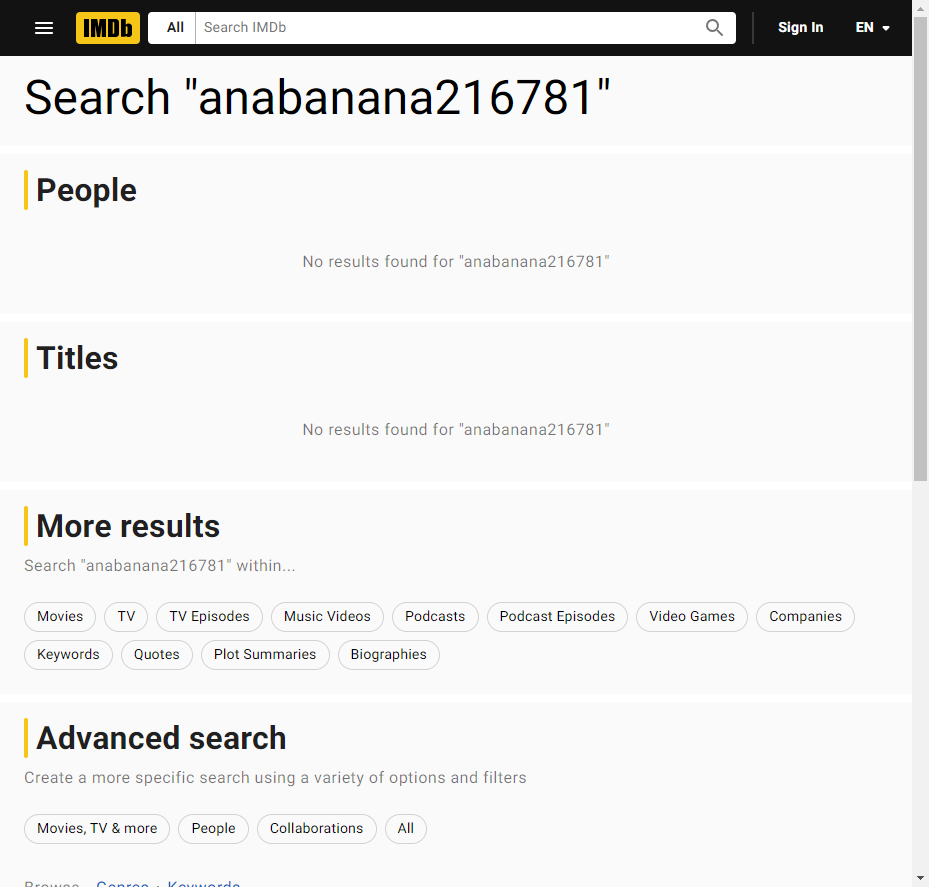 IMDb All Search IMDb Sign In EN
Search "anabanana216781"
People
No results found for "anabanana216781"
Titles
No results found for "anabanana216781"
More results
Search "anabanana216781" within...
Movies TV TV Episodes Music Videos Podcasts Podcast Episodes Video Games Companies
Keywords Quotes Plot Summaries Biographies
Advanced search
Create a more specific search using a variety of options and filters
Movies, TV & more People Collaborations All
Browse Genres · Keywords